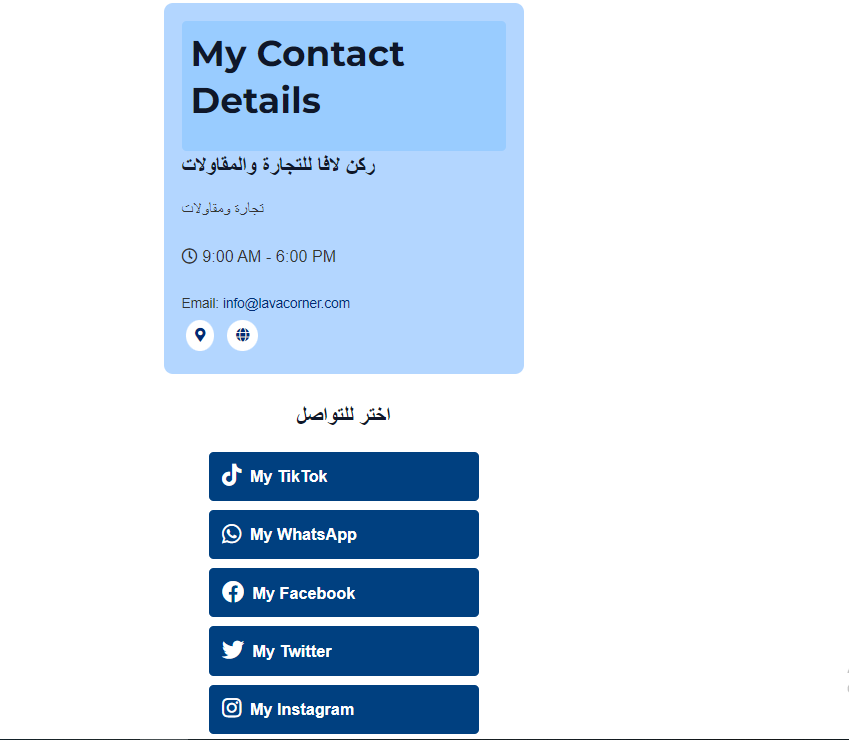 My Contact
Details
ركن لافا للتجارة والمقاولات
تجارة ومقاولات
9:00 AM - 6:00 PM
Email: info@lavacorner.com
اختر للتواصل
My TikTok
My WhatsApp
My Facebook
My Twitter
My Instagram